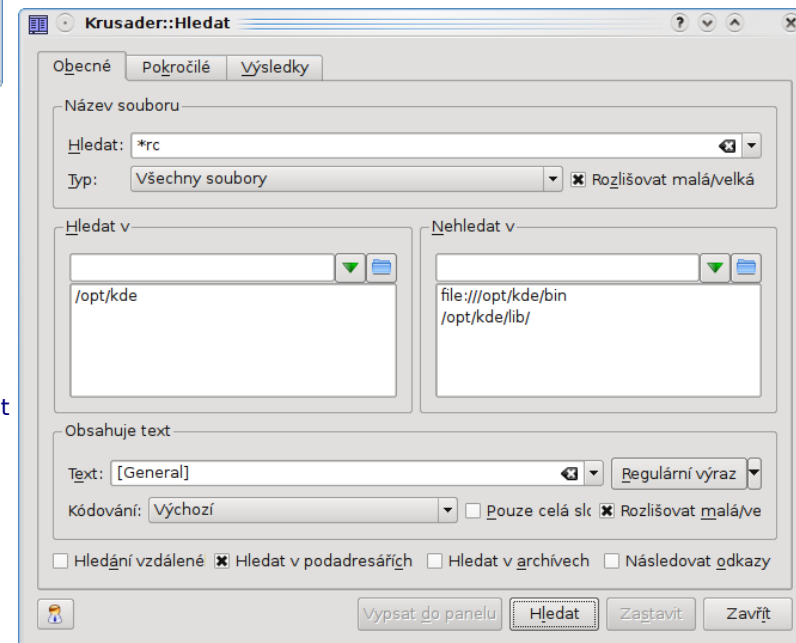 Krusader::Hledat
Obecné Pokročilé Výsledky
Název souboru
Hledat: *rc
Typ: Všechny soubory Rozlišovat malá/velká
Hledat v Nehledat v
/opt/kde file:///opt/kde/bin
/opt/kde/lib/
t
Obsahuje text
Text: [General] Regulární výraz
Kódování: Výchozí Pouze celá slo Rozlišovat malá/ve
Hledání vzdálené Hledat v podadresářích Hledat v archívech Následovat odkazy
Vypsat do panelu Hledat Zastavit Zavřít